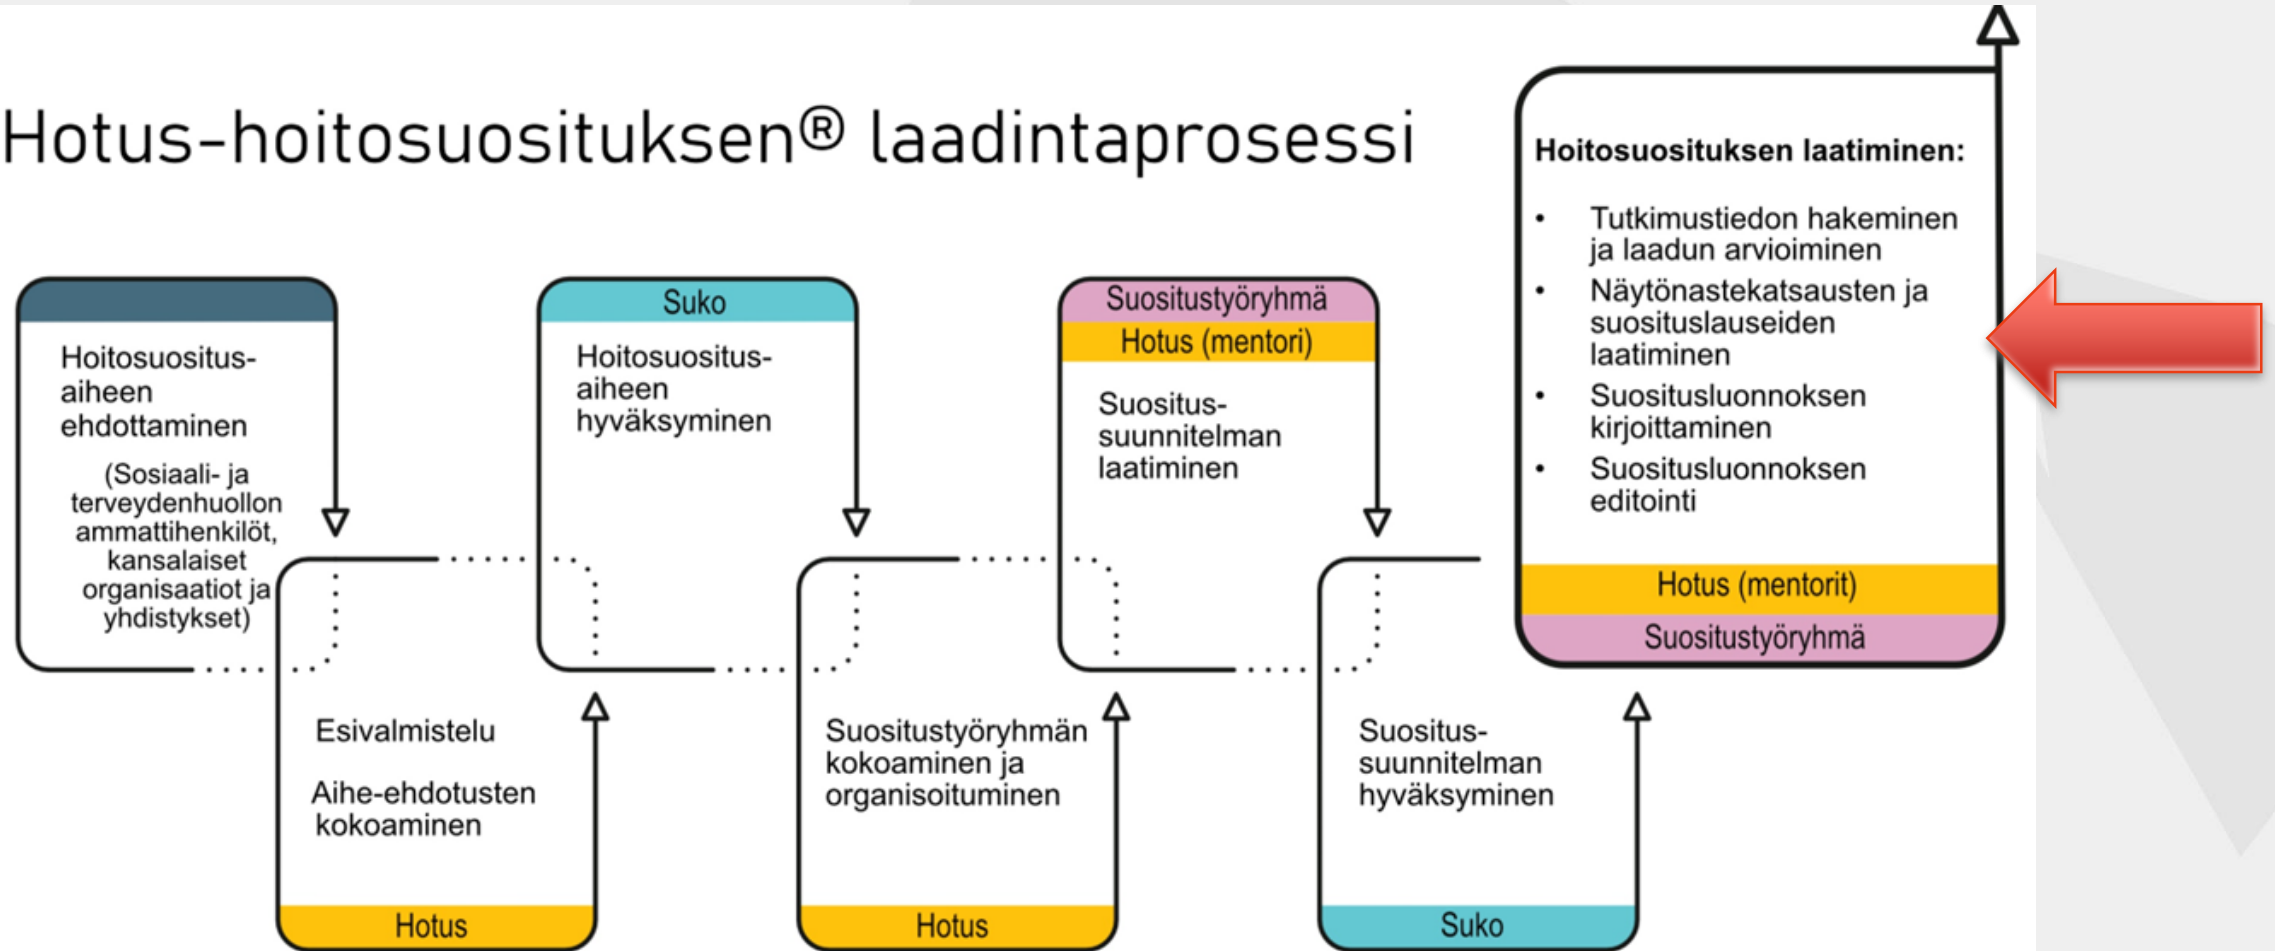 Hotus-hoitosuosituksen® laadintaprosessi
Hoitosuositus-
aiheen
ehdottaminen
(Sosiaali- ja
terveydenhuollon
ammattihenkilöt,
kansalaiset
organisaatiot ja
yhdistykset)
Esivalmistelu
Aihe-ehdotusten
kokoaminen
Hotus
Suko
Hoitosuositus-
aiheen
hyväksyminen
Suositustyöryhmän
kokoaminen ja
organisoituminen
Hotus
Suositustyöryhmä
Hotus (mentori)
Suositus-
suunnitelman
laatiminen
Suositus-
suunnitelman
hyväksyminen
Suko
Hoitosuosituksen laatiminen:
• Tutkimustiedon hakeminen
ja laadun arvioiminen
• Näytönastekatsausten ja
suosituslauseiden
laatiminen
• Suositusluonnoksen
kirjoittaminen
• Suositusluonnoksen
editointi
Hotus (mentorit)
Suositustyöryhmä